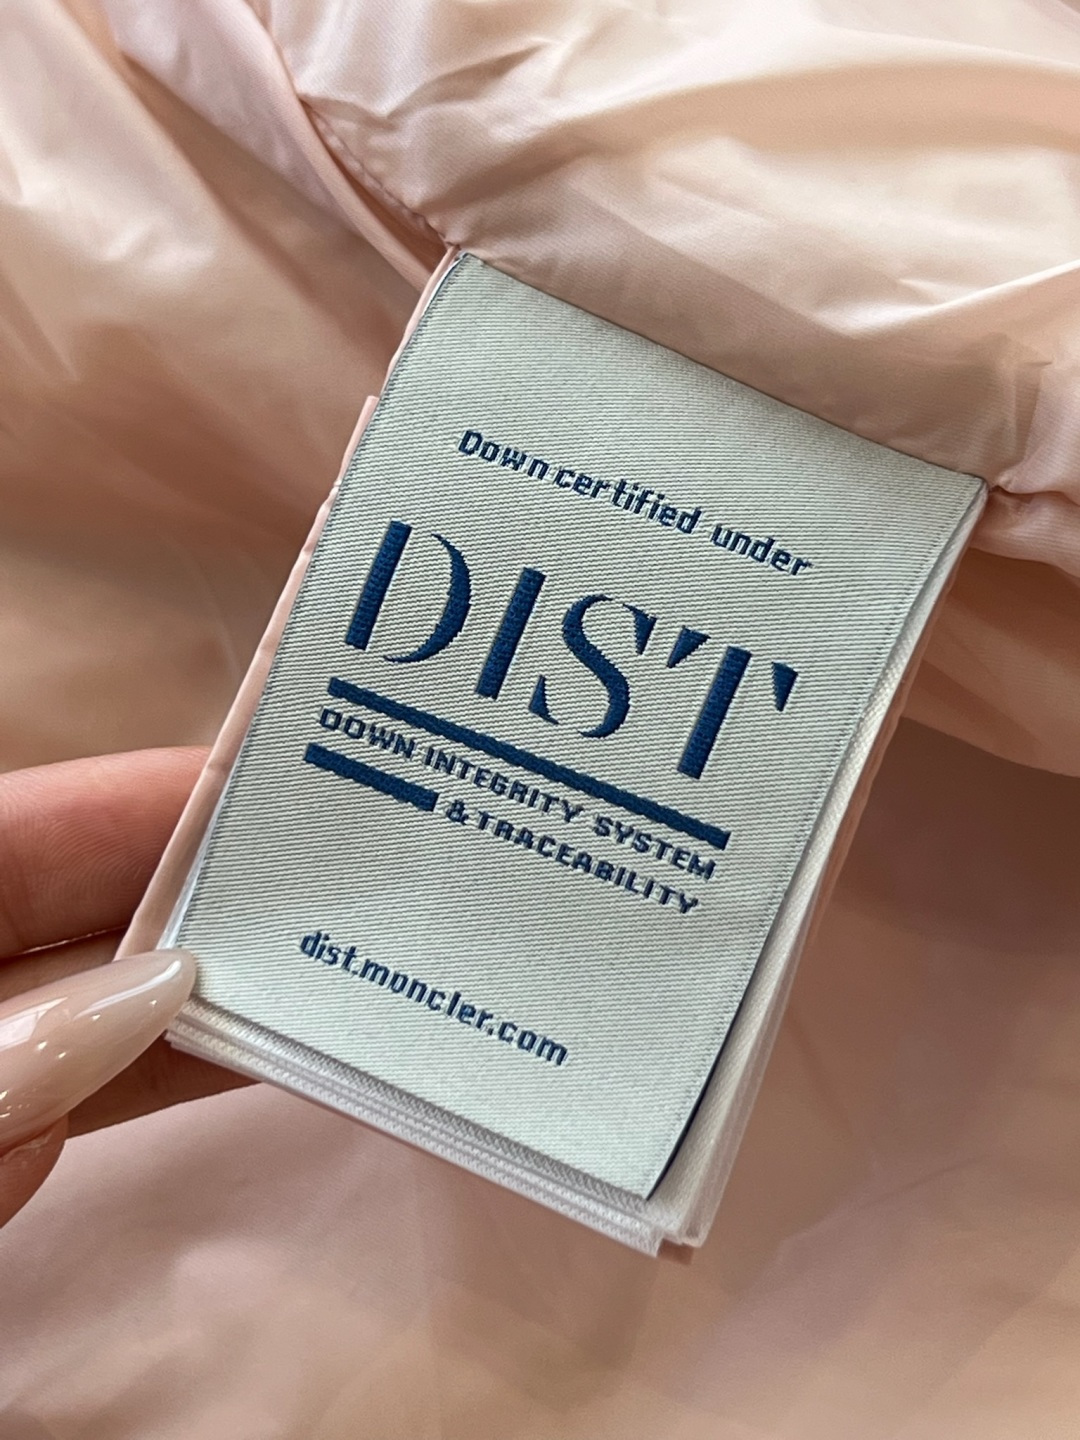 Down certified under
DIST
DOWN INTEGRITY SYSTEM
& TRACEABILITY
dist.moncler.com